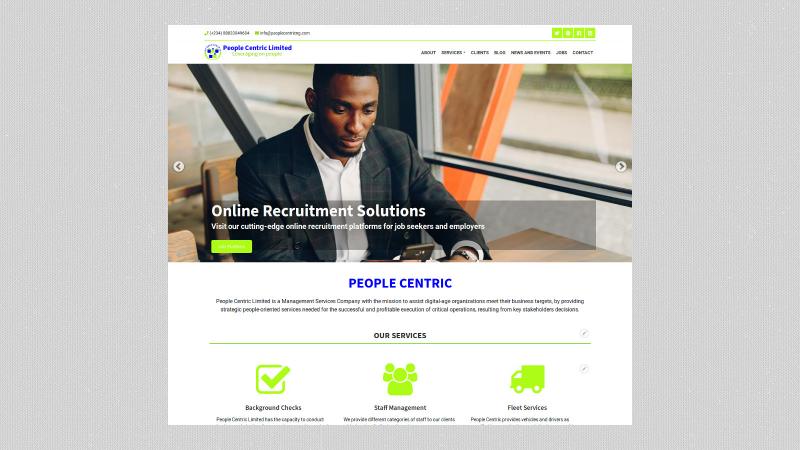 (+234) 08023049604 info@peoplecentricng.com
People Centric Limited
Leveraging on people
ABOUT SERVICES CLIENTS BLOG NEWS AND EVENTS JOBS CONTACT
Online Recruitment Solutions
Visit our cutting-edge online recruitment platforms for job seekers and employers
PEOPLE CENTRIC
People Centric Limited is a Management Services Company with the mission to assist digital-age organizations meet their business targets, by providing
strategic people-oriented services needed for the successful and profitable execution of critical operations, resulting from key stakeholders decisions.
OUR SERVICES
Background Checks
Staff Management
Fleet Services
People Centric Limited has the capacity to conduct
We provide different categories of staff to our clients
People Centric provides vehicles and drivers as